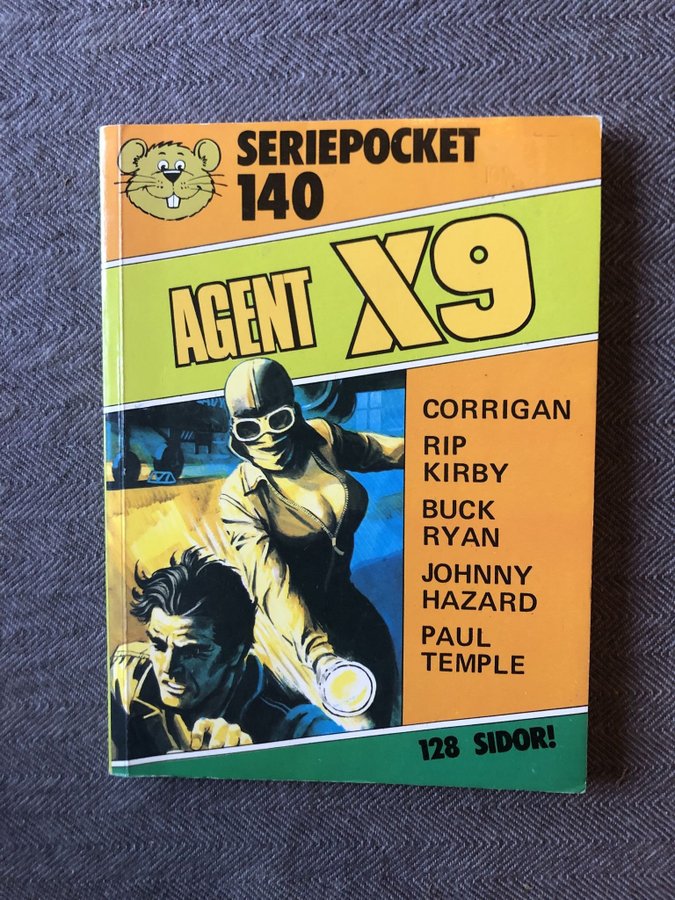 SERIEPOCKET
140
AGENT X9
CORRIGAN
RIP
KIRBY
BUCK
RYAN
JOHNNY
HAZARD
PAUL
TEMPLE
128 SIDOR!